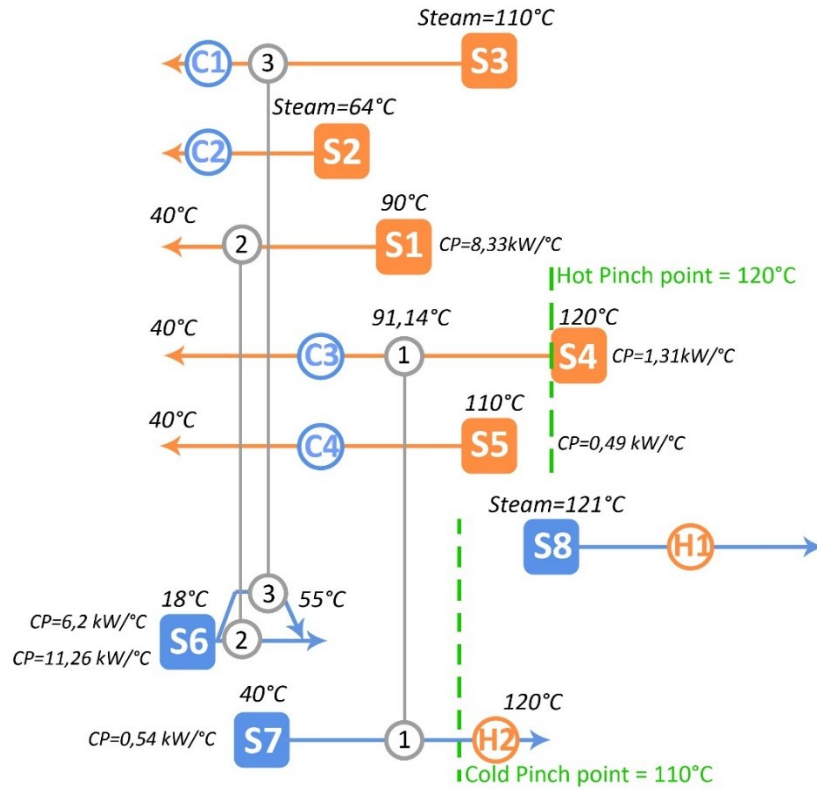 Steam=110°C
C1 3 S3
Steam=64°C
C2 S2
40°C 90°C
2 S1 CP=8,33kW/°C
Hot Pinch point = 120°C
40°C 91,14°C 120°C
C3 1 S4 CP=1,31kW/°C
40°C 110°C
C4 S5 CP=0,49 kW/°C
Steam=121°C
S8 H1
18°C 3 55°C
CP=6,2 kW/°C
S6 2
CP=11,26 kW/°C
40°C 120°C
CP=0,54 kW/°C S7 1 H2
Cold Pinch point = 110°C